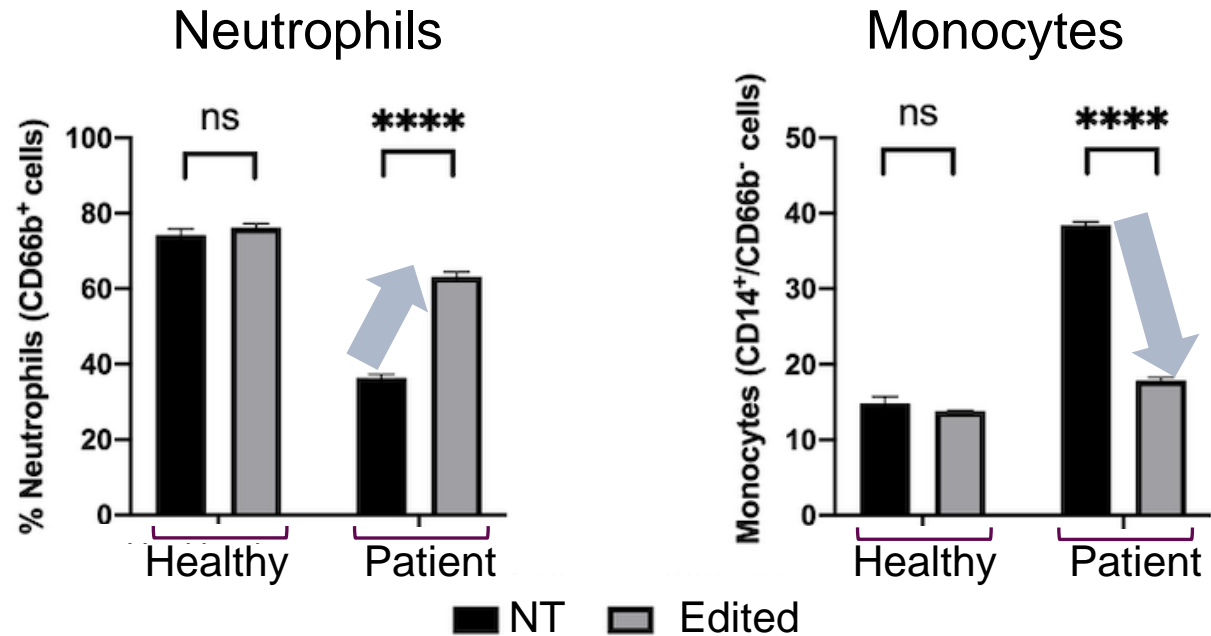 Neutrophils
% Neutrophils (CD66b⁺ cells)
100
80
60
40
20
0
ns
****
Healthy
Patient
Monocytes
Monocytes (CD14⁺/CD66b⁻ cells)
50
40
30
20
10
0
ns
****
Healthy
Patient
NT
Edited